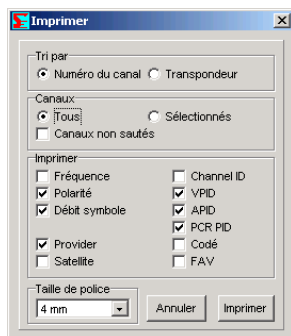 Imprimer
Tri par
Numéro du canal Transpondeur
Canaux
Tous Sélectionnés
Canaux non sautés
Imprimer
Fréquence Channel ID
Polarité VPID
Débit symbole APID
PCR PID
Provider Codé
Satellite FAV
Taille de police
4 mm Annuler Imprimer